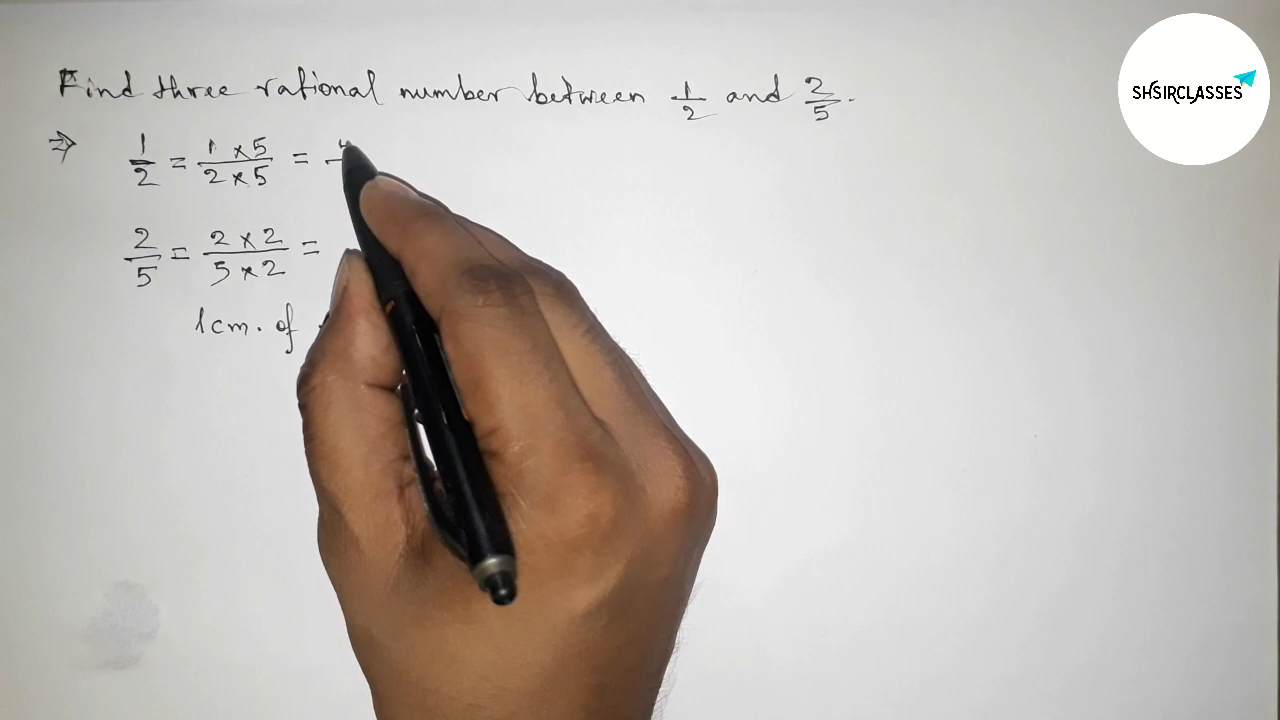 Find three rational number between 1/2 and 2/5.
⇒ 1/2 = 1 × 5 / 2 × 5 =
2/5 = 2 × 2 / 5 × 2 =
lcm. of
SHSIRCLASSES